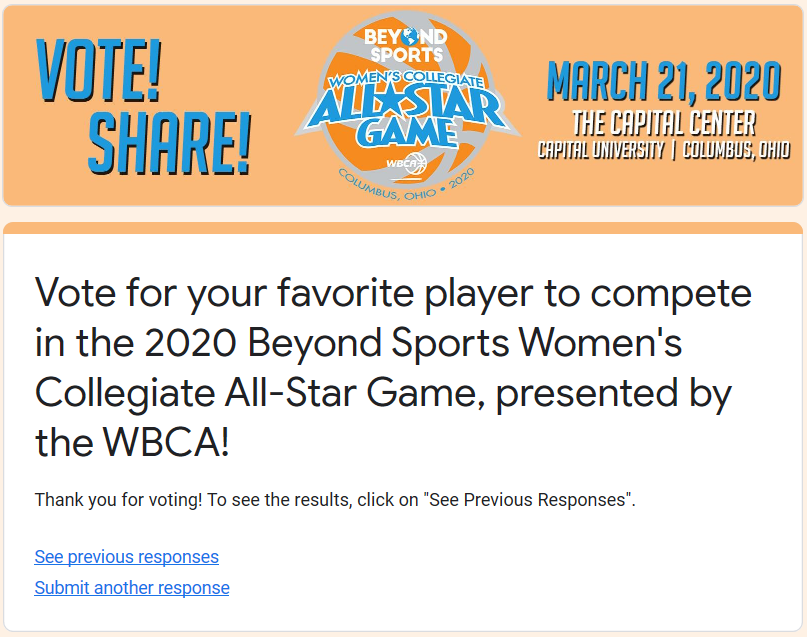 VOTE!
SHARE!
BEYOND
SPORTS
WOMEN'S COLLEGIATE
ALL★STAR
GAME
WBCA
COLUMBUS, OHIO • 2020
MARCH 21, 2020
THE CAPITAL CENTER
CAPITAL UNIVERSITY | COLUMBUS, OHIO
Vote for your favorite player to compete
in the 2020 Beyond Sports Women's
Collegiate All-Star Game, presented by
the WBCA!
Thank you for voting! To see the results, click on "See Previous Responses".
See previous responses
Submit another response